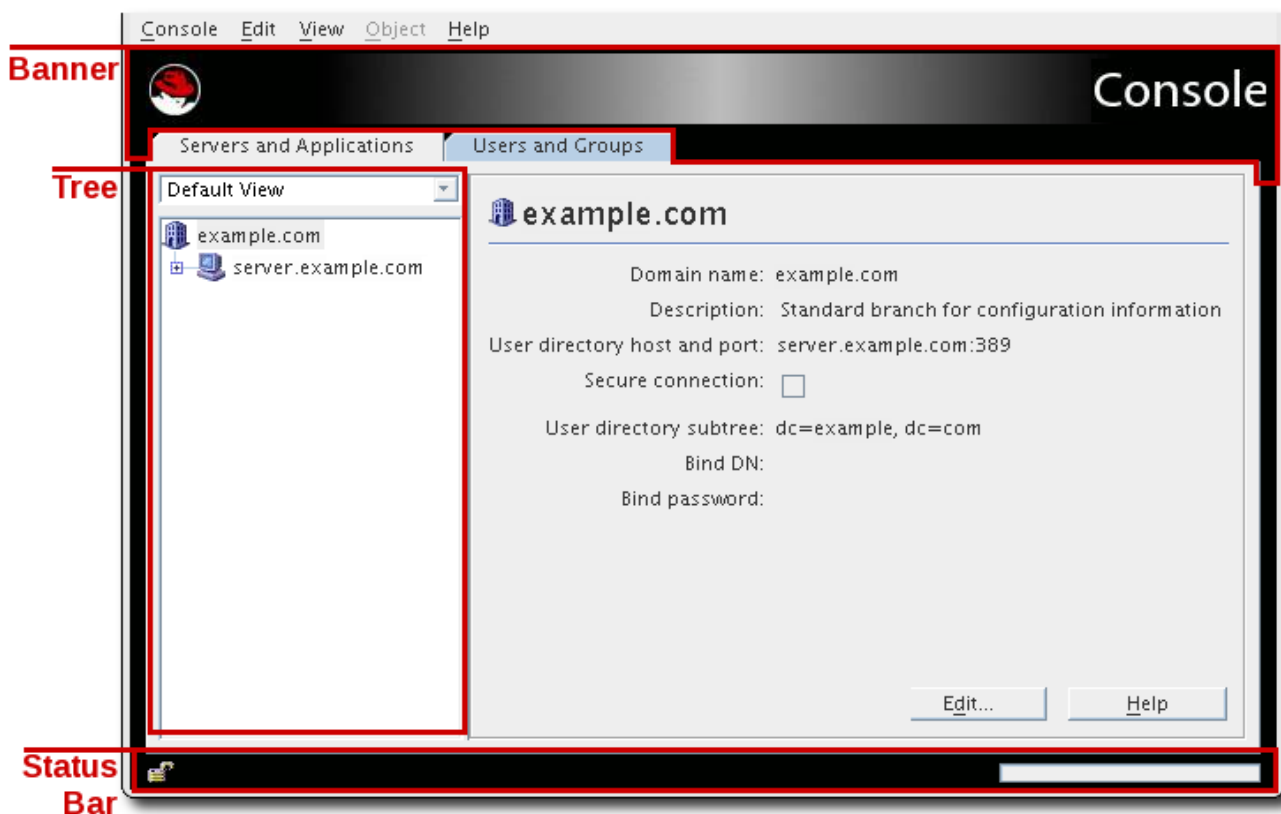 Console Edit View Object Help
Banner
Console
Servers and Applications Users and Groups
Tree
Default View
example.com
server.example.com
example.com
Domain name: example.com
Description: Standard branch for configuration information
User directory host and port: server.example.com:389
Secure connection:
User directory subtree: dc=example, dc=com
Bind DN:
Bind password:
Edit... Help
Status
Bar